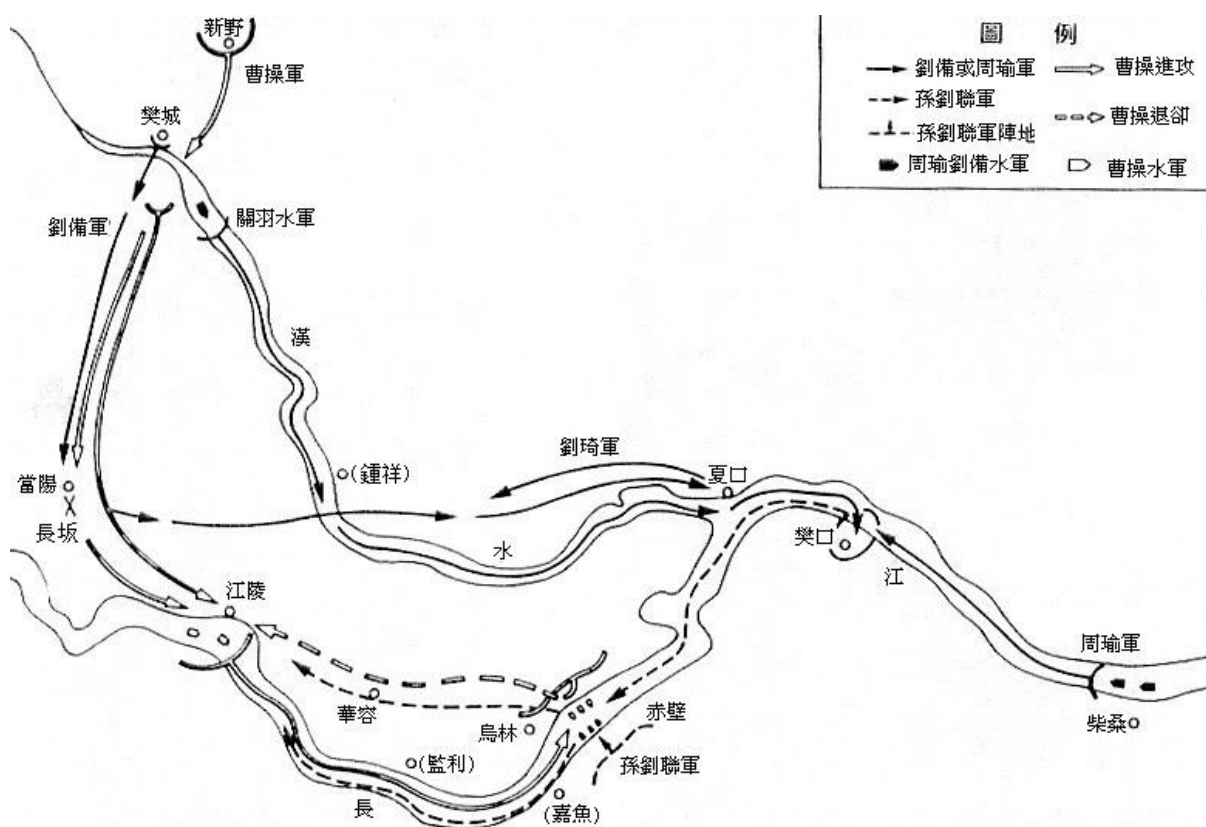 新野
曹操軍
樊城
劉備軍
關羽水軍
漢
(鍾祥)
當陽
長坂
劉琦軍
夏口
樊口
水
江
江陵
周瑜軍
柴桑
華容
烏林
赤壁
孫劉聯軍
(監利)
長
(嘉魚)
圖例
劉備或周瑜軍
曹操進攻
孫劉聯軍
曹操退卻
孫劉聯軍陣地
周瑜劉備水軍
曹操水軍